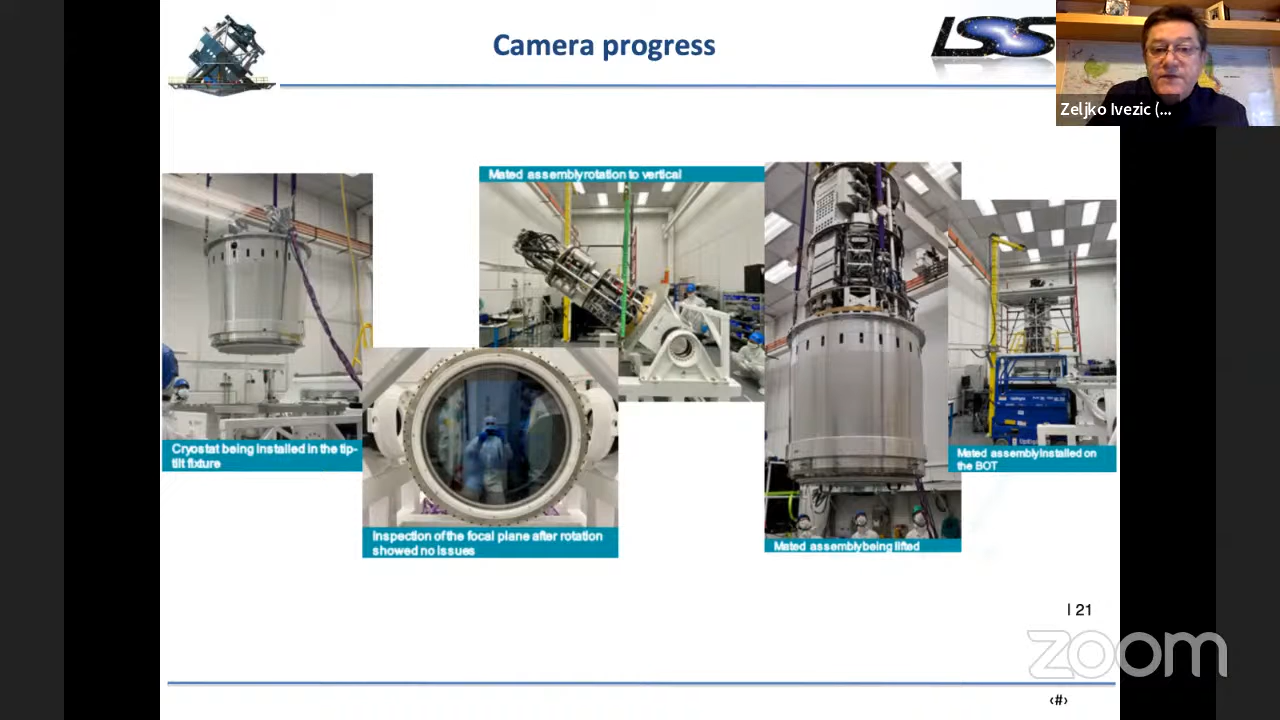 Camera progress
LSS
Zeljko Ivezic (...
Mated assembly rotation to vertical
Cryostat being installed in the tip-
tilt fixture
Inspection of the focal plane after rotation
showed no issues
Mated assembly being lifted
Mated assembly installed on
the BOT
| 21
zoom
‹#›